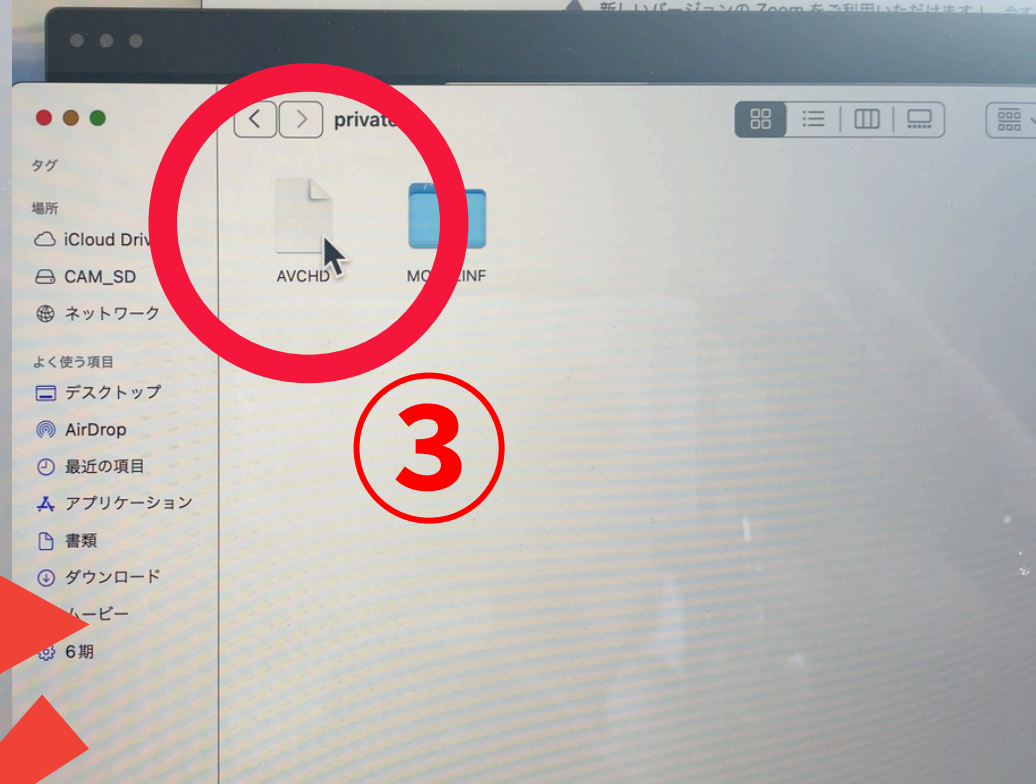 新しいバージョンの Zoom をご利用いただけます！
private
タグ
場所
iCloud Driv
CAM_SD
ネットワーク
よく使う項目
デスクトップ
AirDrop
最近の項目
アプリケーション
書類
ダウンロード
ムービー
6期
AVCHD
③